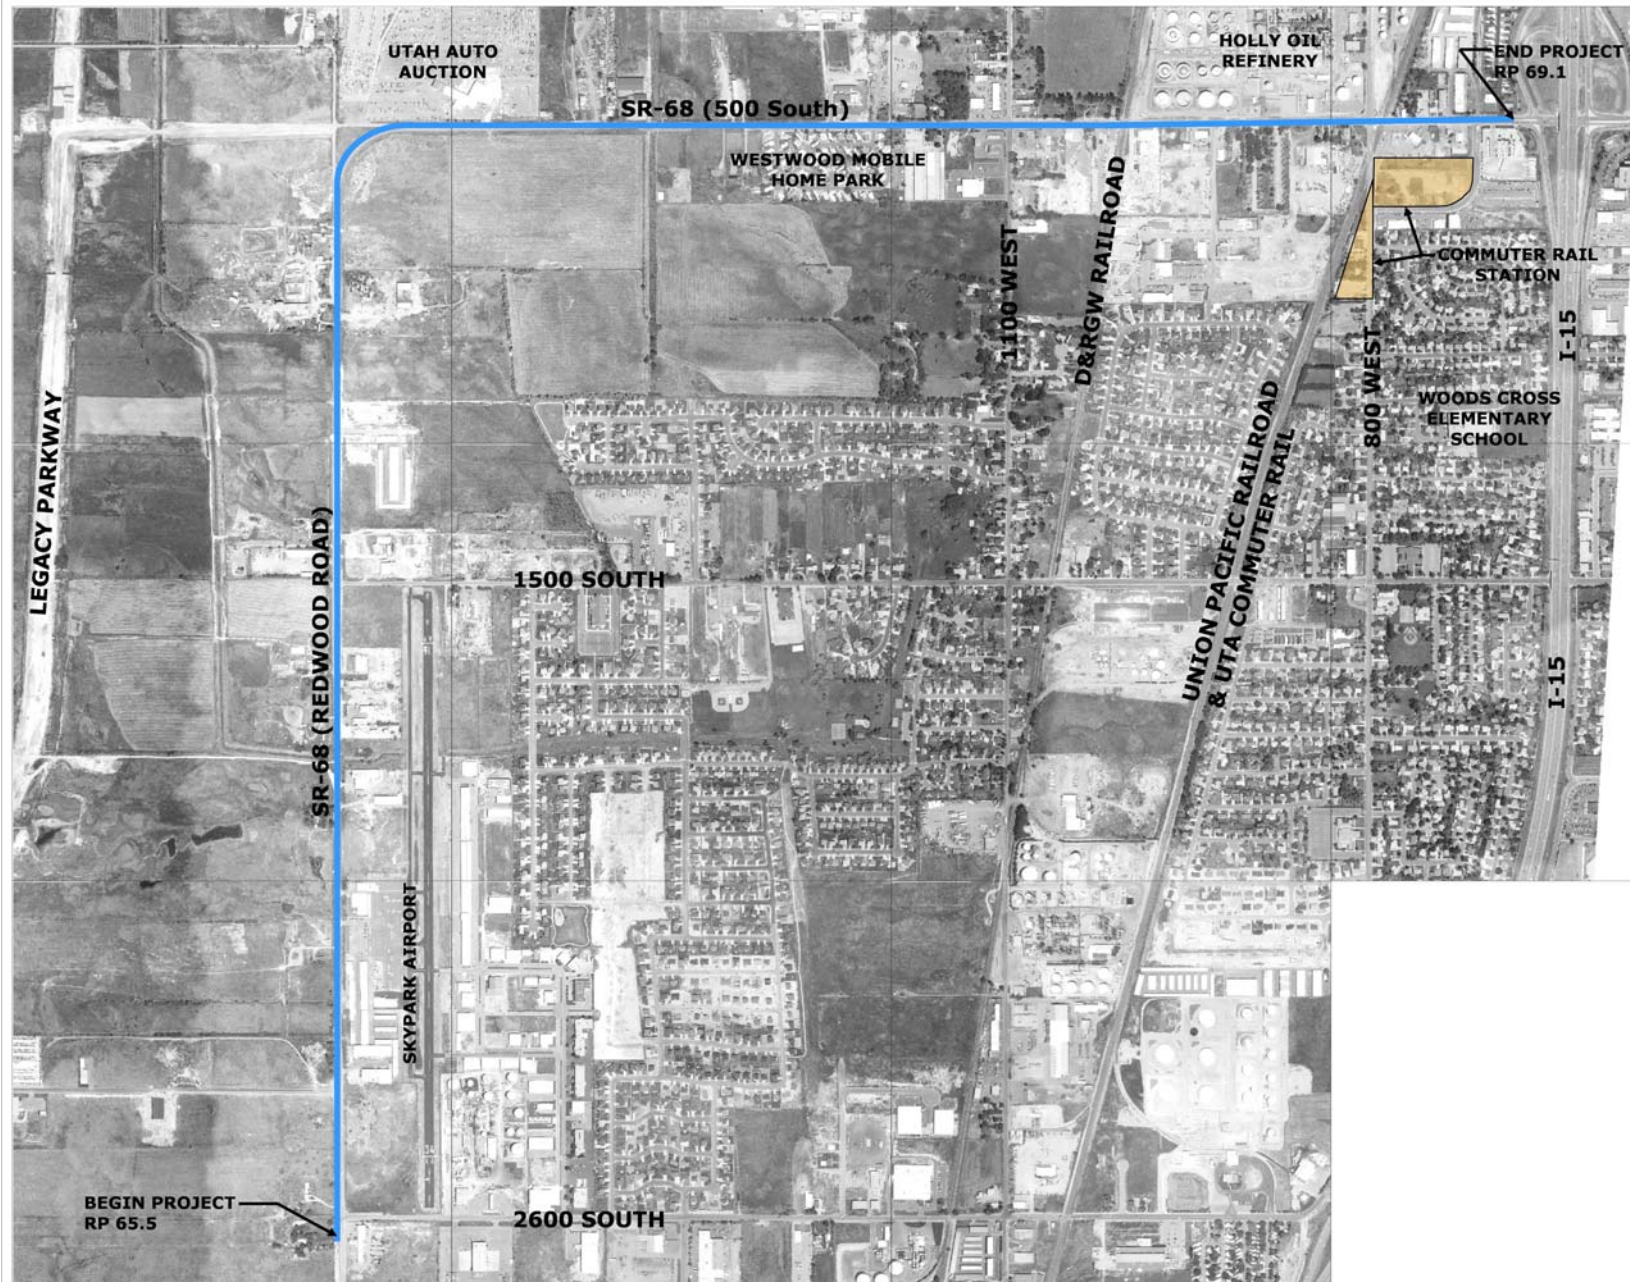 UTAH AUTO
AUCTION
HOLLY OIL
REFINERY
END PROJECT
RP 69.1
SR-68 (500 South)
WESTWOOD MOBILE
HOME PARK
D&RGW RAILROAD
1100 WEST
COMMUTER RAIL
STATION
I-15
800 WEST
WOODS CROSS
ELEMENTARY
SCHOOL
LEGACY PARKWAY
UNION PACIFIC RAILROAD
& UTA COMMUTER RAIL
SR-68 (REDWOOD ROAD)
1500 SOUTH
I-15
SKYPARK AIRPORT
BEGIN PROJECT
RP 65.5
2600 SOUTH